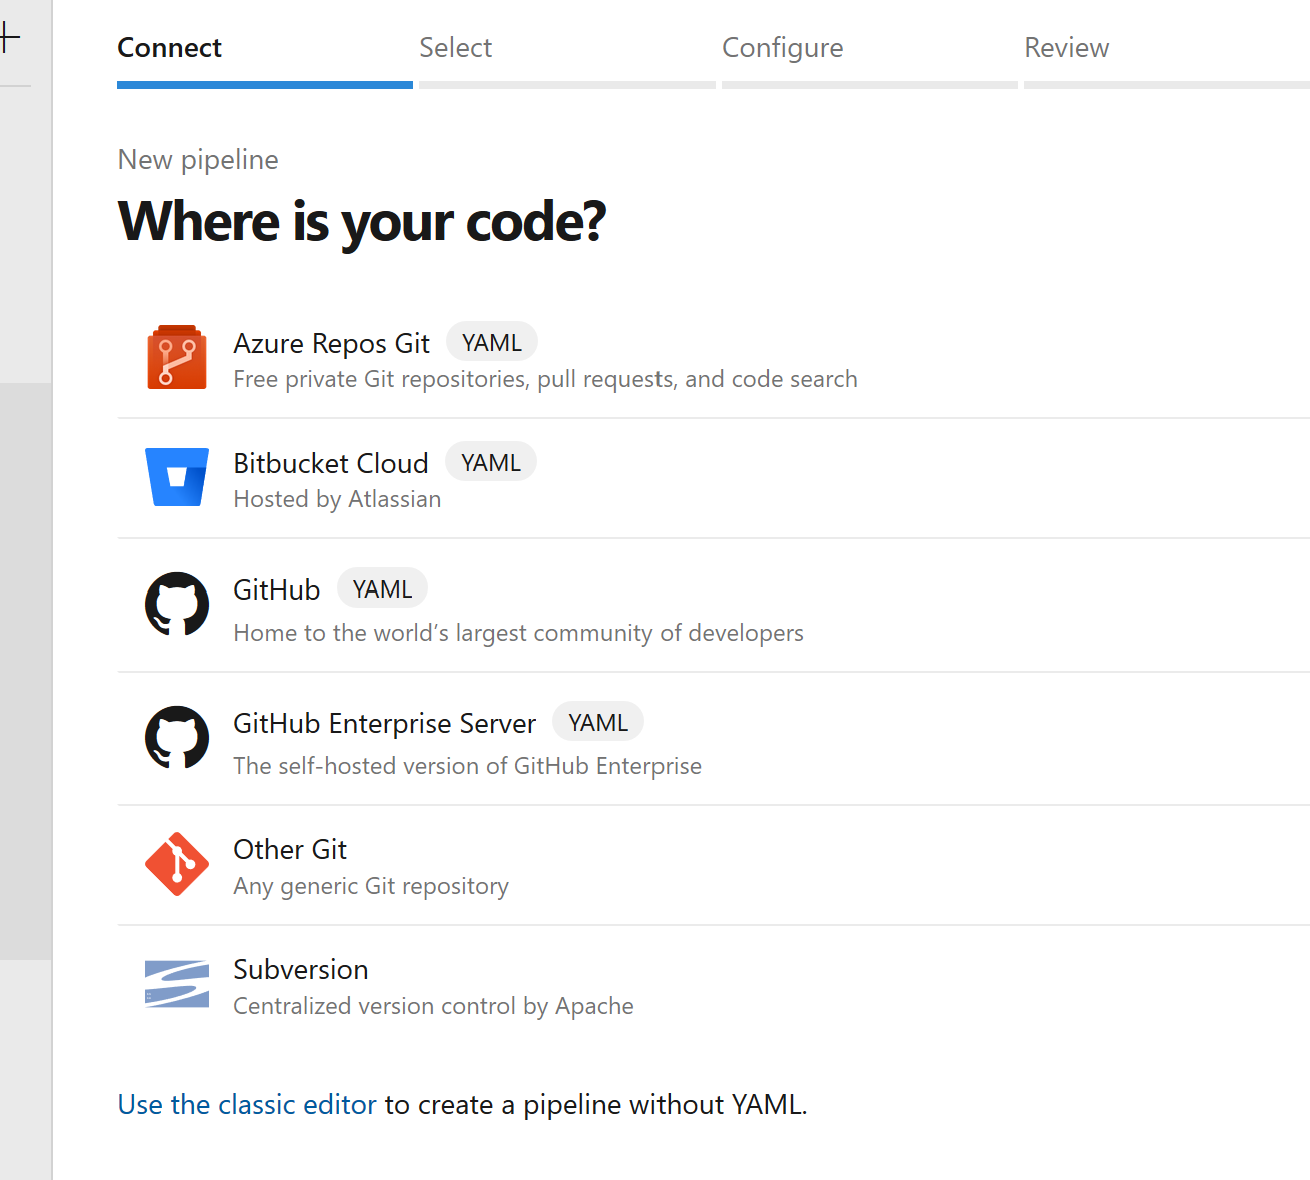 Connect
Select
Configure
Review
New pipeline
Where is your code?
Azure Repos Git YAML
Free private Git repositories, pull requests, and code search
Bitbucket Cloud YAML
Hosted by Atlassian
GitHub YAML
Home to the world’s largest community of developers
GitHub Enterprise Server YAML
The self-hosted version of GitHub Enterprise
Other Git
Any generic Git repository
Subversion
Centralized version control by Apache
Use the classic editor to create a pipeline without YAML.